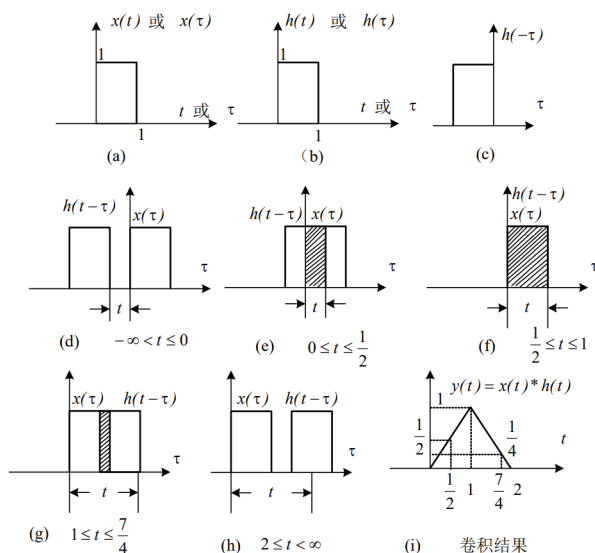 x(t) 或 x(τ)
1
t 或 τ
1
(a)
h(t) 或 h(τ)
1
t 或 τ
1
(b)
h(-τ)
τ
(c)
h(t-τ)
x(τ)
τ
t
(d) -∞<t≤0
h(t-τ)
x(τ)
τ
t
(e) 0≤t≤1/2
h(t-τ)
x(τ)
τ
t
(f) 1/2≤t≤1
x(τ)
h(t-τ)
τ
t
(g) 1≤t≤7/4
x(τ)
h(t-τ)
τ
t
(h) 2≤t<∞
y(t)=x(t)*h(t)
1
1/2
1/4
t
1/2 1 7/4 2
(i) 卷积结果